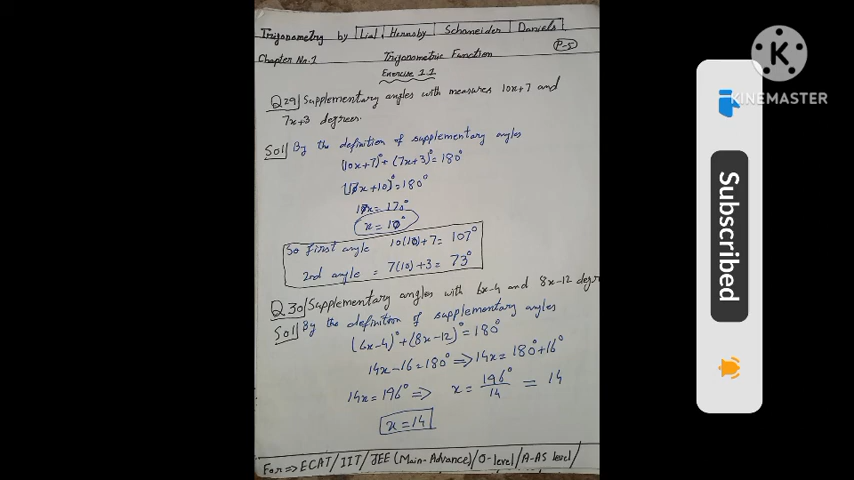 Trigonometry by Lial, Hornsby Schaneider Daniels
Chapter No.1 Trigonometric Function P-5
Exercise 1.1
Q29 Supplementary angles with measures 10x+7 and
7x+3 degrees.
Sol By the definition of supplementary angles
(10x+7)°+(7x+3)°=180°
(17x+10)°=180°
17x=170°
x=10°
So First angle 10(10)+7=107°
2nd angle = 7(10)+3= 73°
Q30 Supplementary angles with 6x-4 and 8x-12 degre
Sol By the definition of supplementary angles
(6x-4)°+(8x-12)°=180°
14x-16=180° ⇒ 14x=180°+16°
14x=196° ⇒ x= 196°/14 = 14
x=14
For⇒ECAT/IIT/JEE (Main-Advance)/O-level/A-AS level/
KINEMASTER
Subscribed